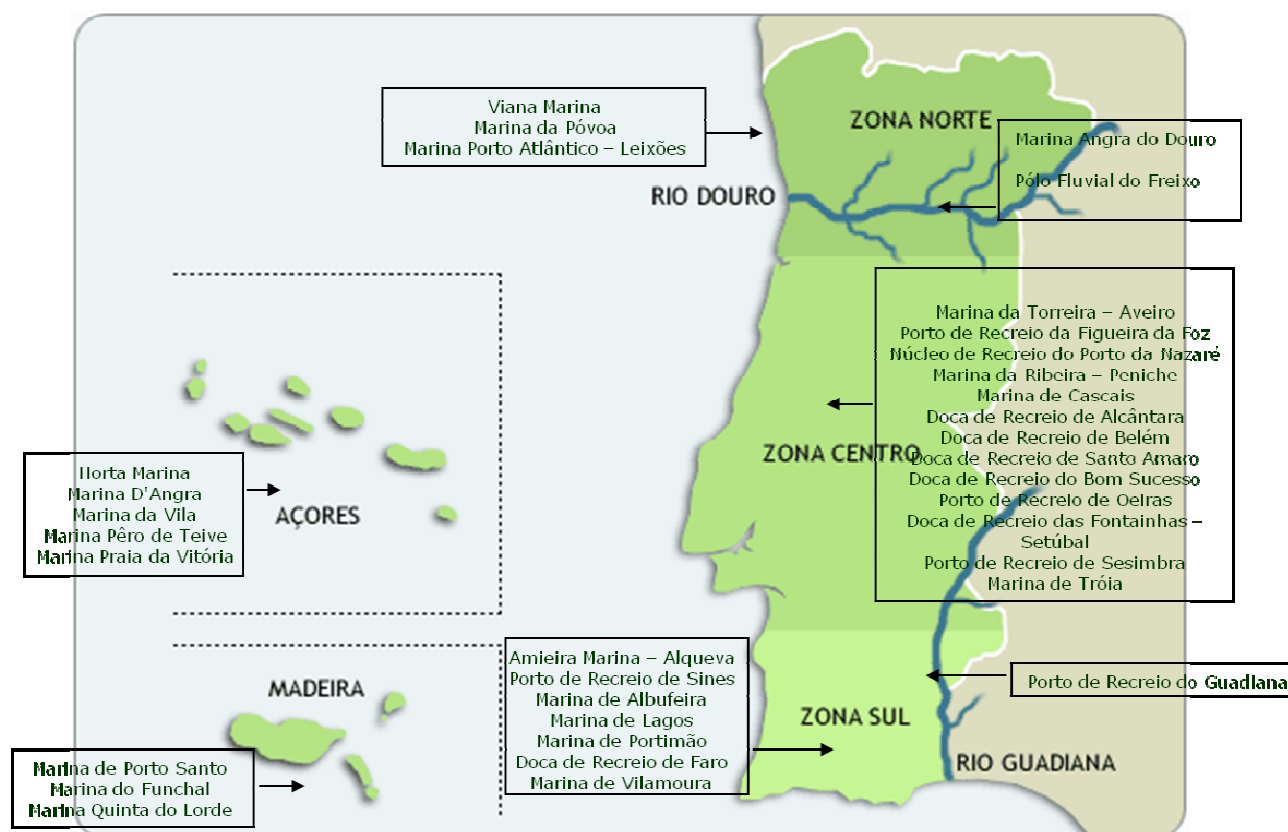 Viana Marina
Marina da Póvoa
Marina Porto Atlântico – Leixões
ZONA NORTE
Marina Angra do Douro
Pólo Fluvial do Freixo
RIO DOURO
Marina da Torreira – Aveiro
Porto de Recreio da Figueira da Foz
Núcleo de Recreio do Porto da Nazaré
Marina da Ribeira – Peniche
Marina de Cascais
Doca de Recreio de Alcântara
Doca de Recreio de Belém
Doca de Recreio de Santo Amaro
Doca de Recreio do Bom Sucesso
Porto de Recreio de Oeiras
Doca de Recreio das Fontainhas –
Setúbal
Porto de Recreio de Sesimbra
Marina de Tróia
ZONA CENTRO
Horta Marina
Marina D'Angra
Marina da Vila
Marina Pêro de Teive
Marina Praia da Vitória
AÇORES
MADEIRA
Marina de Porto Santo
Marina do Funchal
Marina Quinta do Lorde
Amieira Marina – Alqueva
Porto de Recreio de Sines
Marina de Albufeira
Marina de Lagos
Marina de Portimão
Doca de Recreio de Faro
Marina de Vilamoura
ZONA SUL
Porto de Recreio do Guadiana
RIO GUADIANA